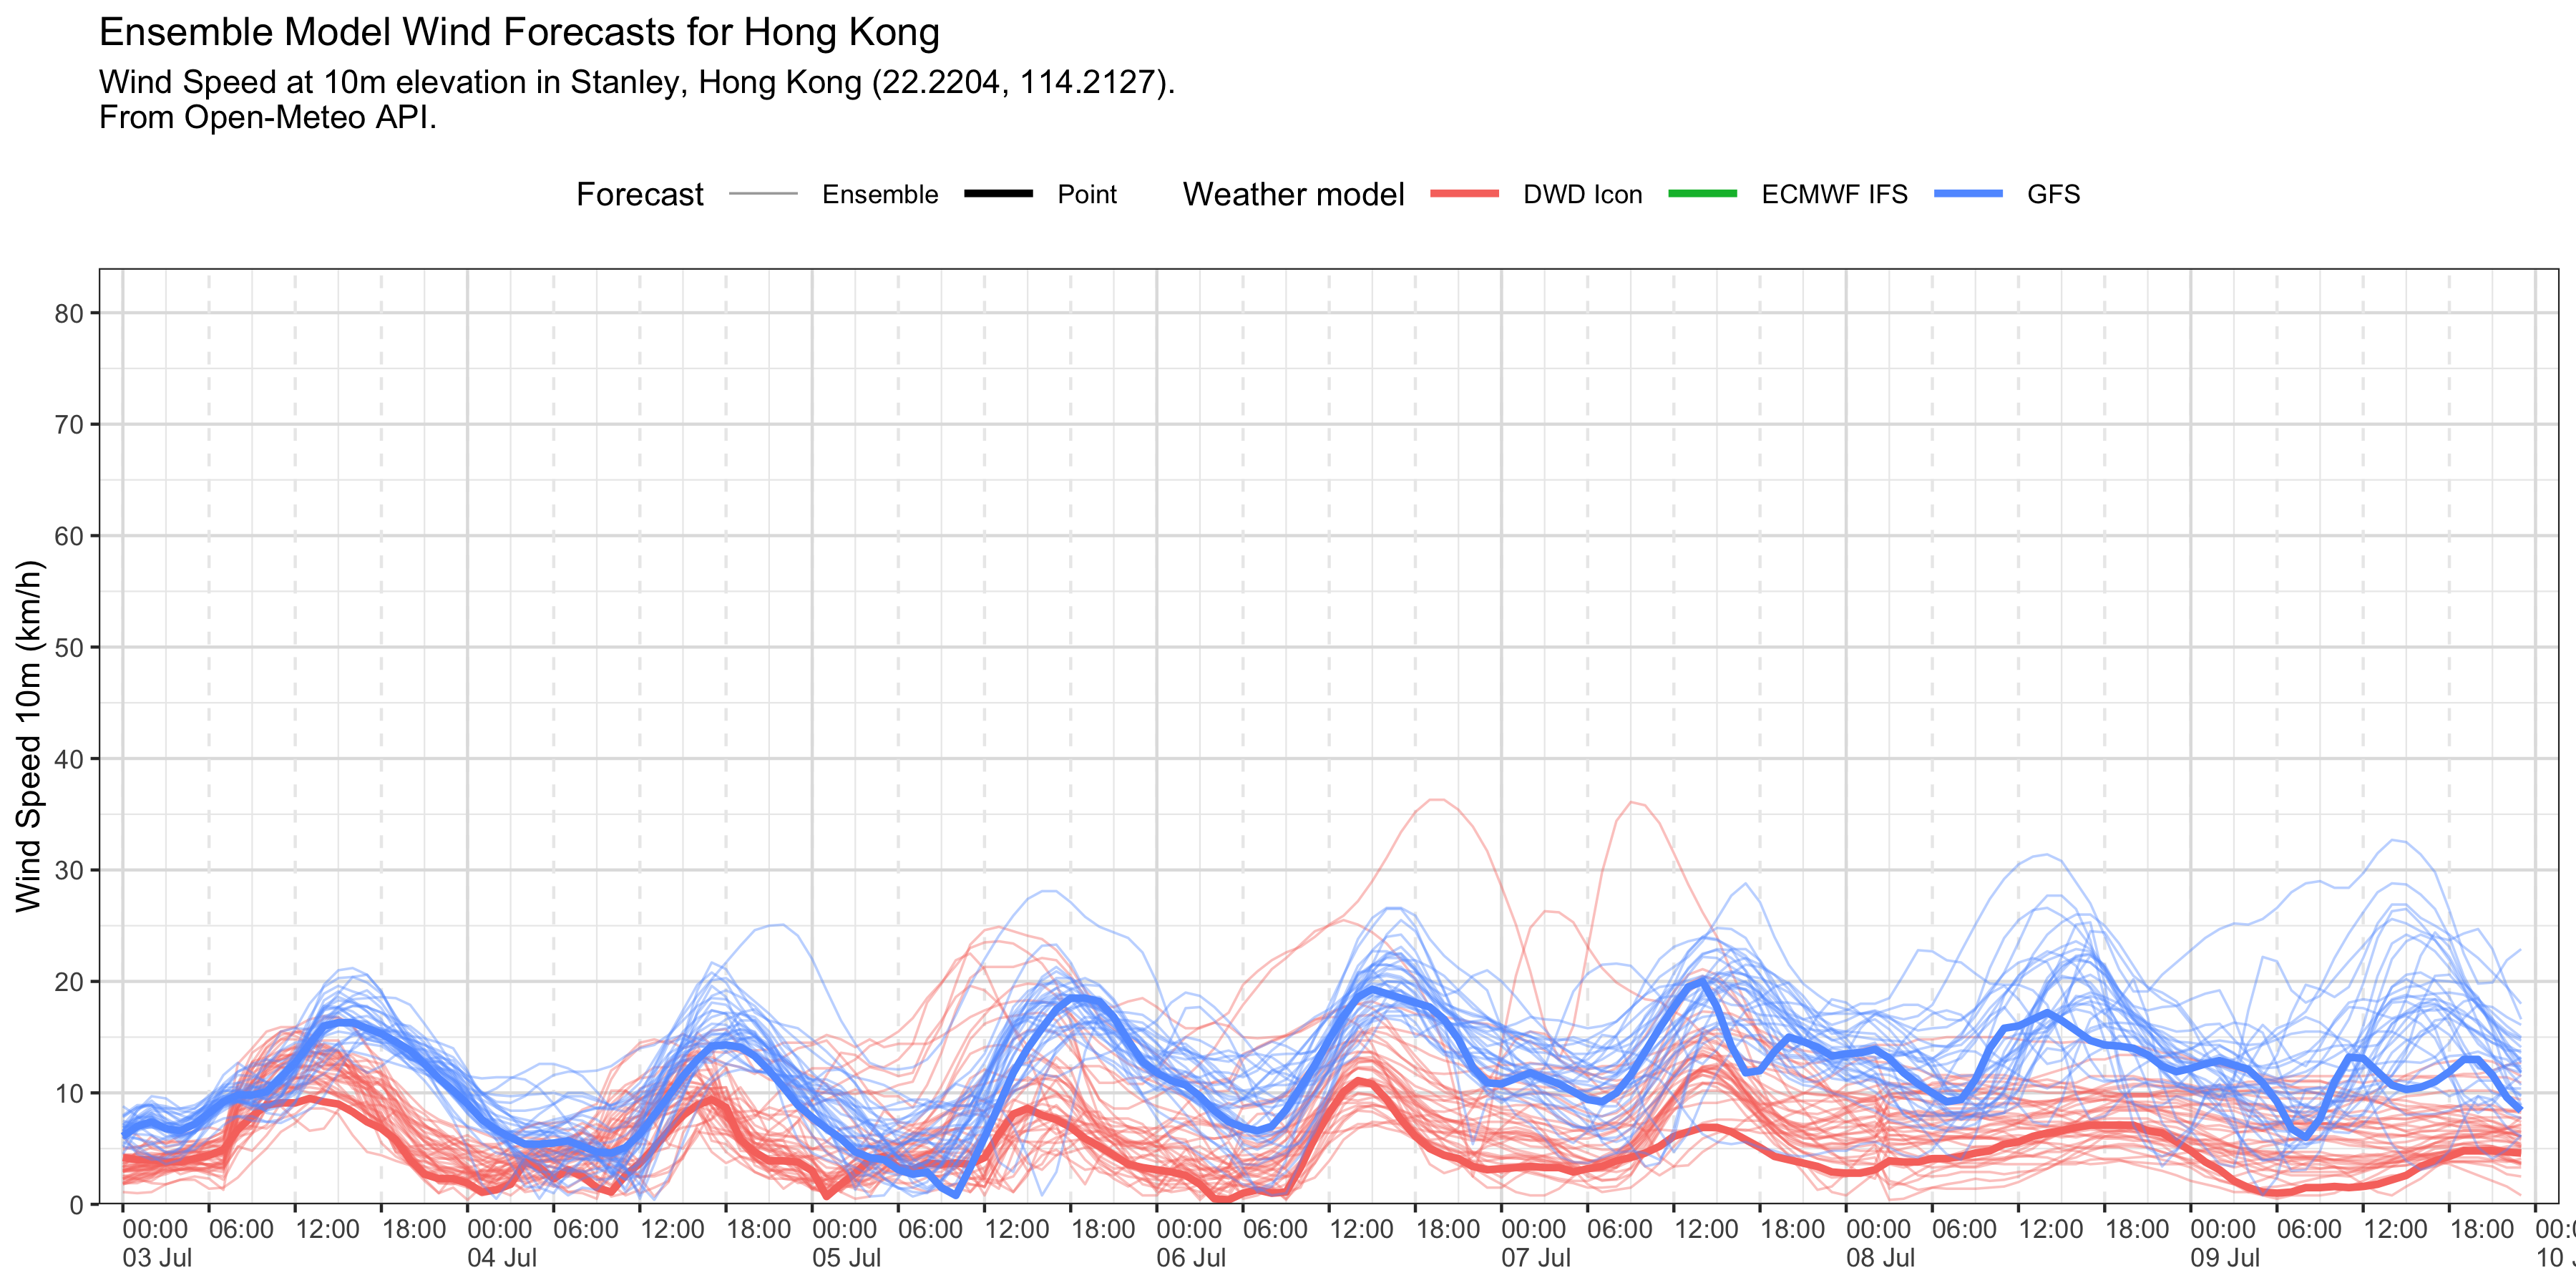 Ensemble Model Wind Forecasts for Hong Kong
Wind Speed at 10m elevation in Stanley, Hong Kong (22.2204, 114.2127).
From Open-Meteo API.
Forecast Ensemble Point Weather model DWD Icon ECMWF IFS GFS
Wind Speed 10m (km/h)
80
70
60
50
40
30
20
10
0
00:00 06:00 12:00 18:00 00:00 06:00 12:00 18:00 00:00 06:00 12:00 18:00 00:00 06:00 12:00 18:00 00:00 06:00 12:00 18:00 00:00 06:00 12:00 18:00 00:00 06:00 12:00 18:00
03 Jul 04 Jul 05 Jul 06 Jul 07 Jul 08 Jul 09 Jul 10